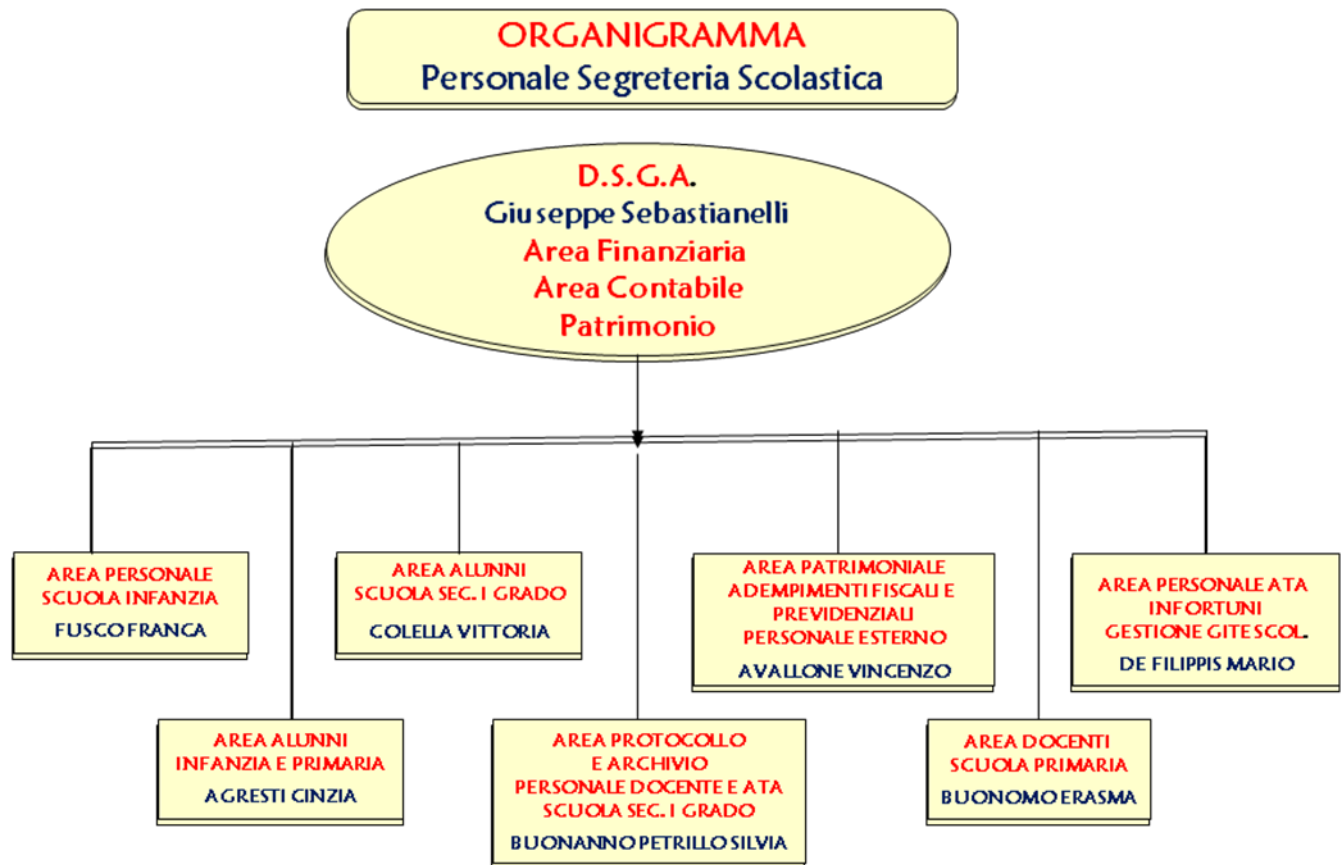 ORGANIGRAMMA
Personale Segreteria Scolastica
D.S.G.A.
Giuseppe Sebastianelli
Area Finanziaria
Area Contabile
Patrimonio
AREA PERSONALE
SCUOLA INFANZIA
FUSCO FRANCA
AREA ALUNNI
SCUOLA SEC. I GRADO
COLELLA VITTORIA
AREA PATRIMONIALE
ADEMPIMENTI FISCALI E
PREVIDENZIALI
PERSONALE ESTERNO
AVALLONE VINCENZO
AREA PERSONALE ATA
INFORTUNI
GESTIONE GITE SCOL.
DE FILIPPIS MARIO
AREA ALUNNI
INFANZIA E PRIMARIA
AGRESTI CINZIA
AREA PROTOCOLLO
E ARCHIVIO
PERSONALE DOCENTE E ATA
SCUOLA SEC. I GRADO
BUONANNO PETRILLO SILVIA
AREA DOCENTI
SCUOLA PRIMARIA
BUONOMO ERASMA